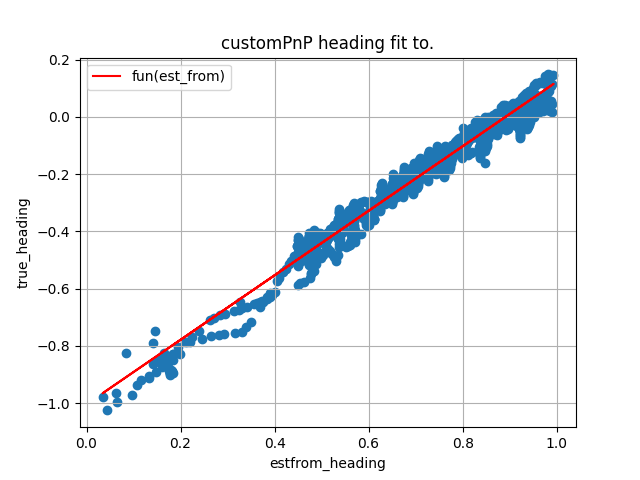 customPnP heading fit to.
fun(est_from)
true_heading
0.2
0.0
−0.2
−0.4
−0.6
−0.8
−1.0
0.0 0.2 0.4 0.6 0.8 1.0
estfrom_heading